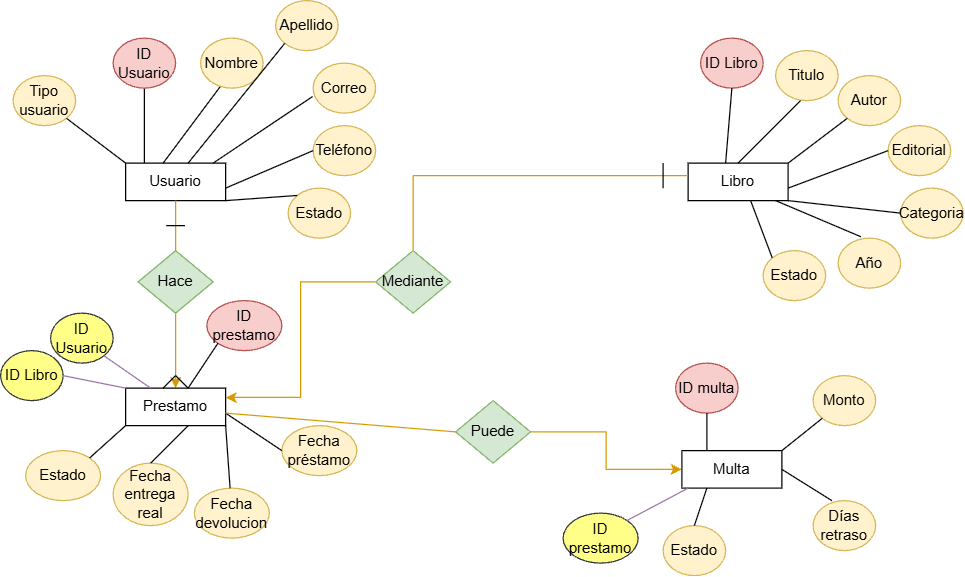 Apellido
ID
Usuario
Nombre
Tipo
usuario
Correo
Teléfono
Usuario
Estado
ID Libro
Titulo
Autor
Editorial
Libro
Categoria
Año
Estado
Hace
Mediante
ID
prestamo
ID
Usuario
ID Libro
Prestamo
Estado
Fecha
entrega
real
Fecha
devolucion
Fecha
préstamo
Puede
ID multa
Monto
Multa
ID
prestamo
Estado
Días
retraso